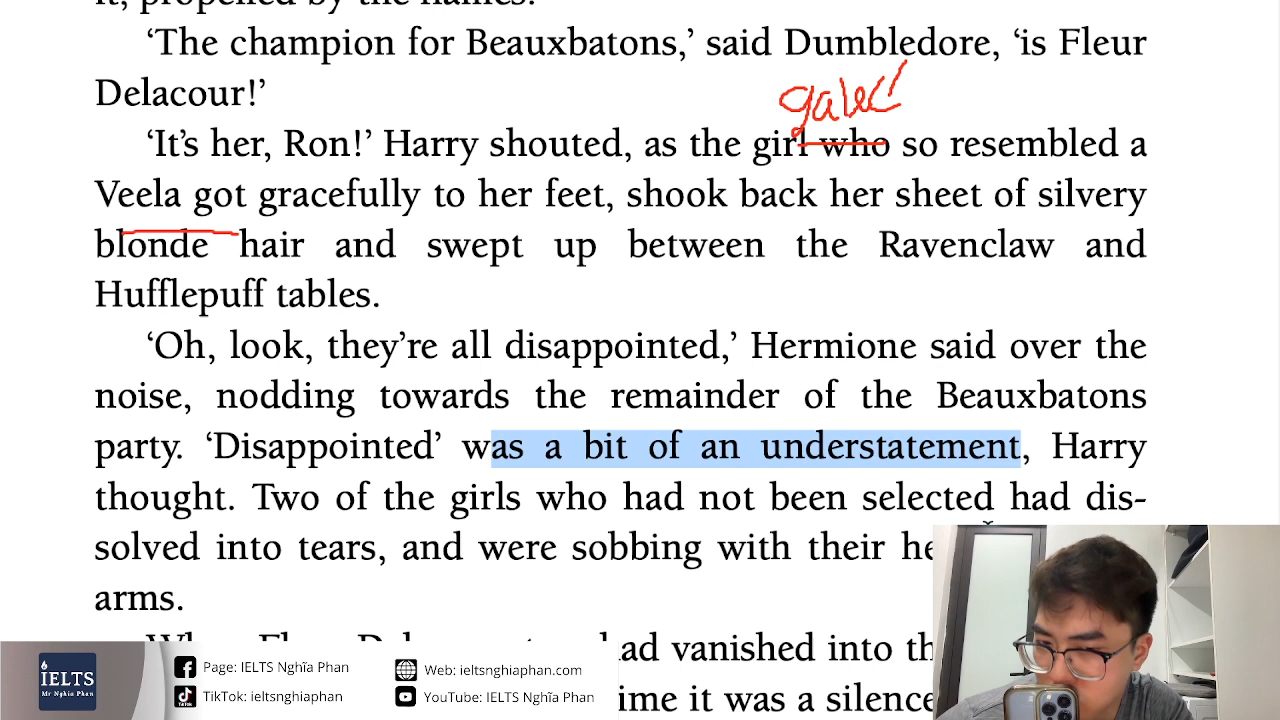 it, propelled by the names.
‘The champion for Beauxbatons,’ said Dumbledore, ‘is Fleur
Delacour!’
‘It’s her, Ron!’ Harry shouted, as the girl who so resembled a
Veela got gracefully to her feet, shook back her sheet of silvery
blonde hair and swept up between the Ravenclaw and
Hufflepuff tables.
‘Oh, look, they’re all disappointed,’ Hermione said over the
noise, nodding towards the remainder of the Beauxbatons
party. ‘Disappointed’ was a bit of an understatement, Harry
thought. Two of the girls who had not been selected had dis-
solved into tears, and were sobbing with their
arms.
had vanished into
time it was a silence
IELTS
Mr Nghia Phan
Page: IELTS Nghĩa Phan
TikTok: ieltsnghiaphan
Web: ieltsnghiaphan.com
YouTube: IELTS Nghĩa Phan